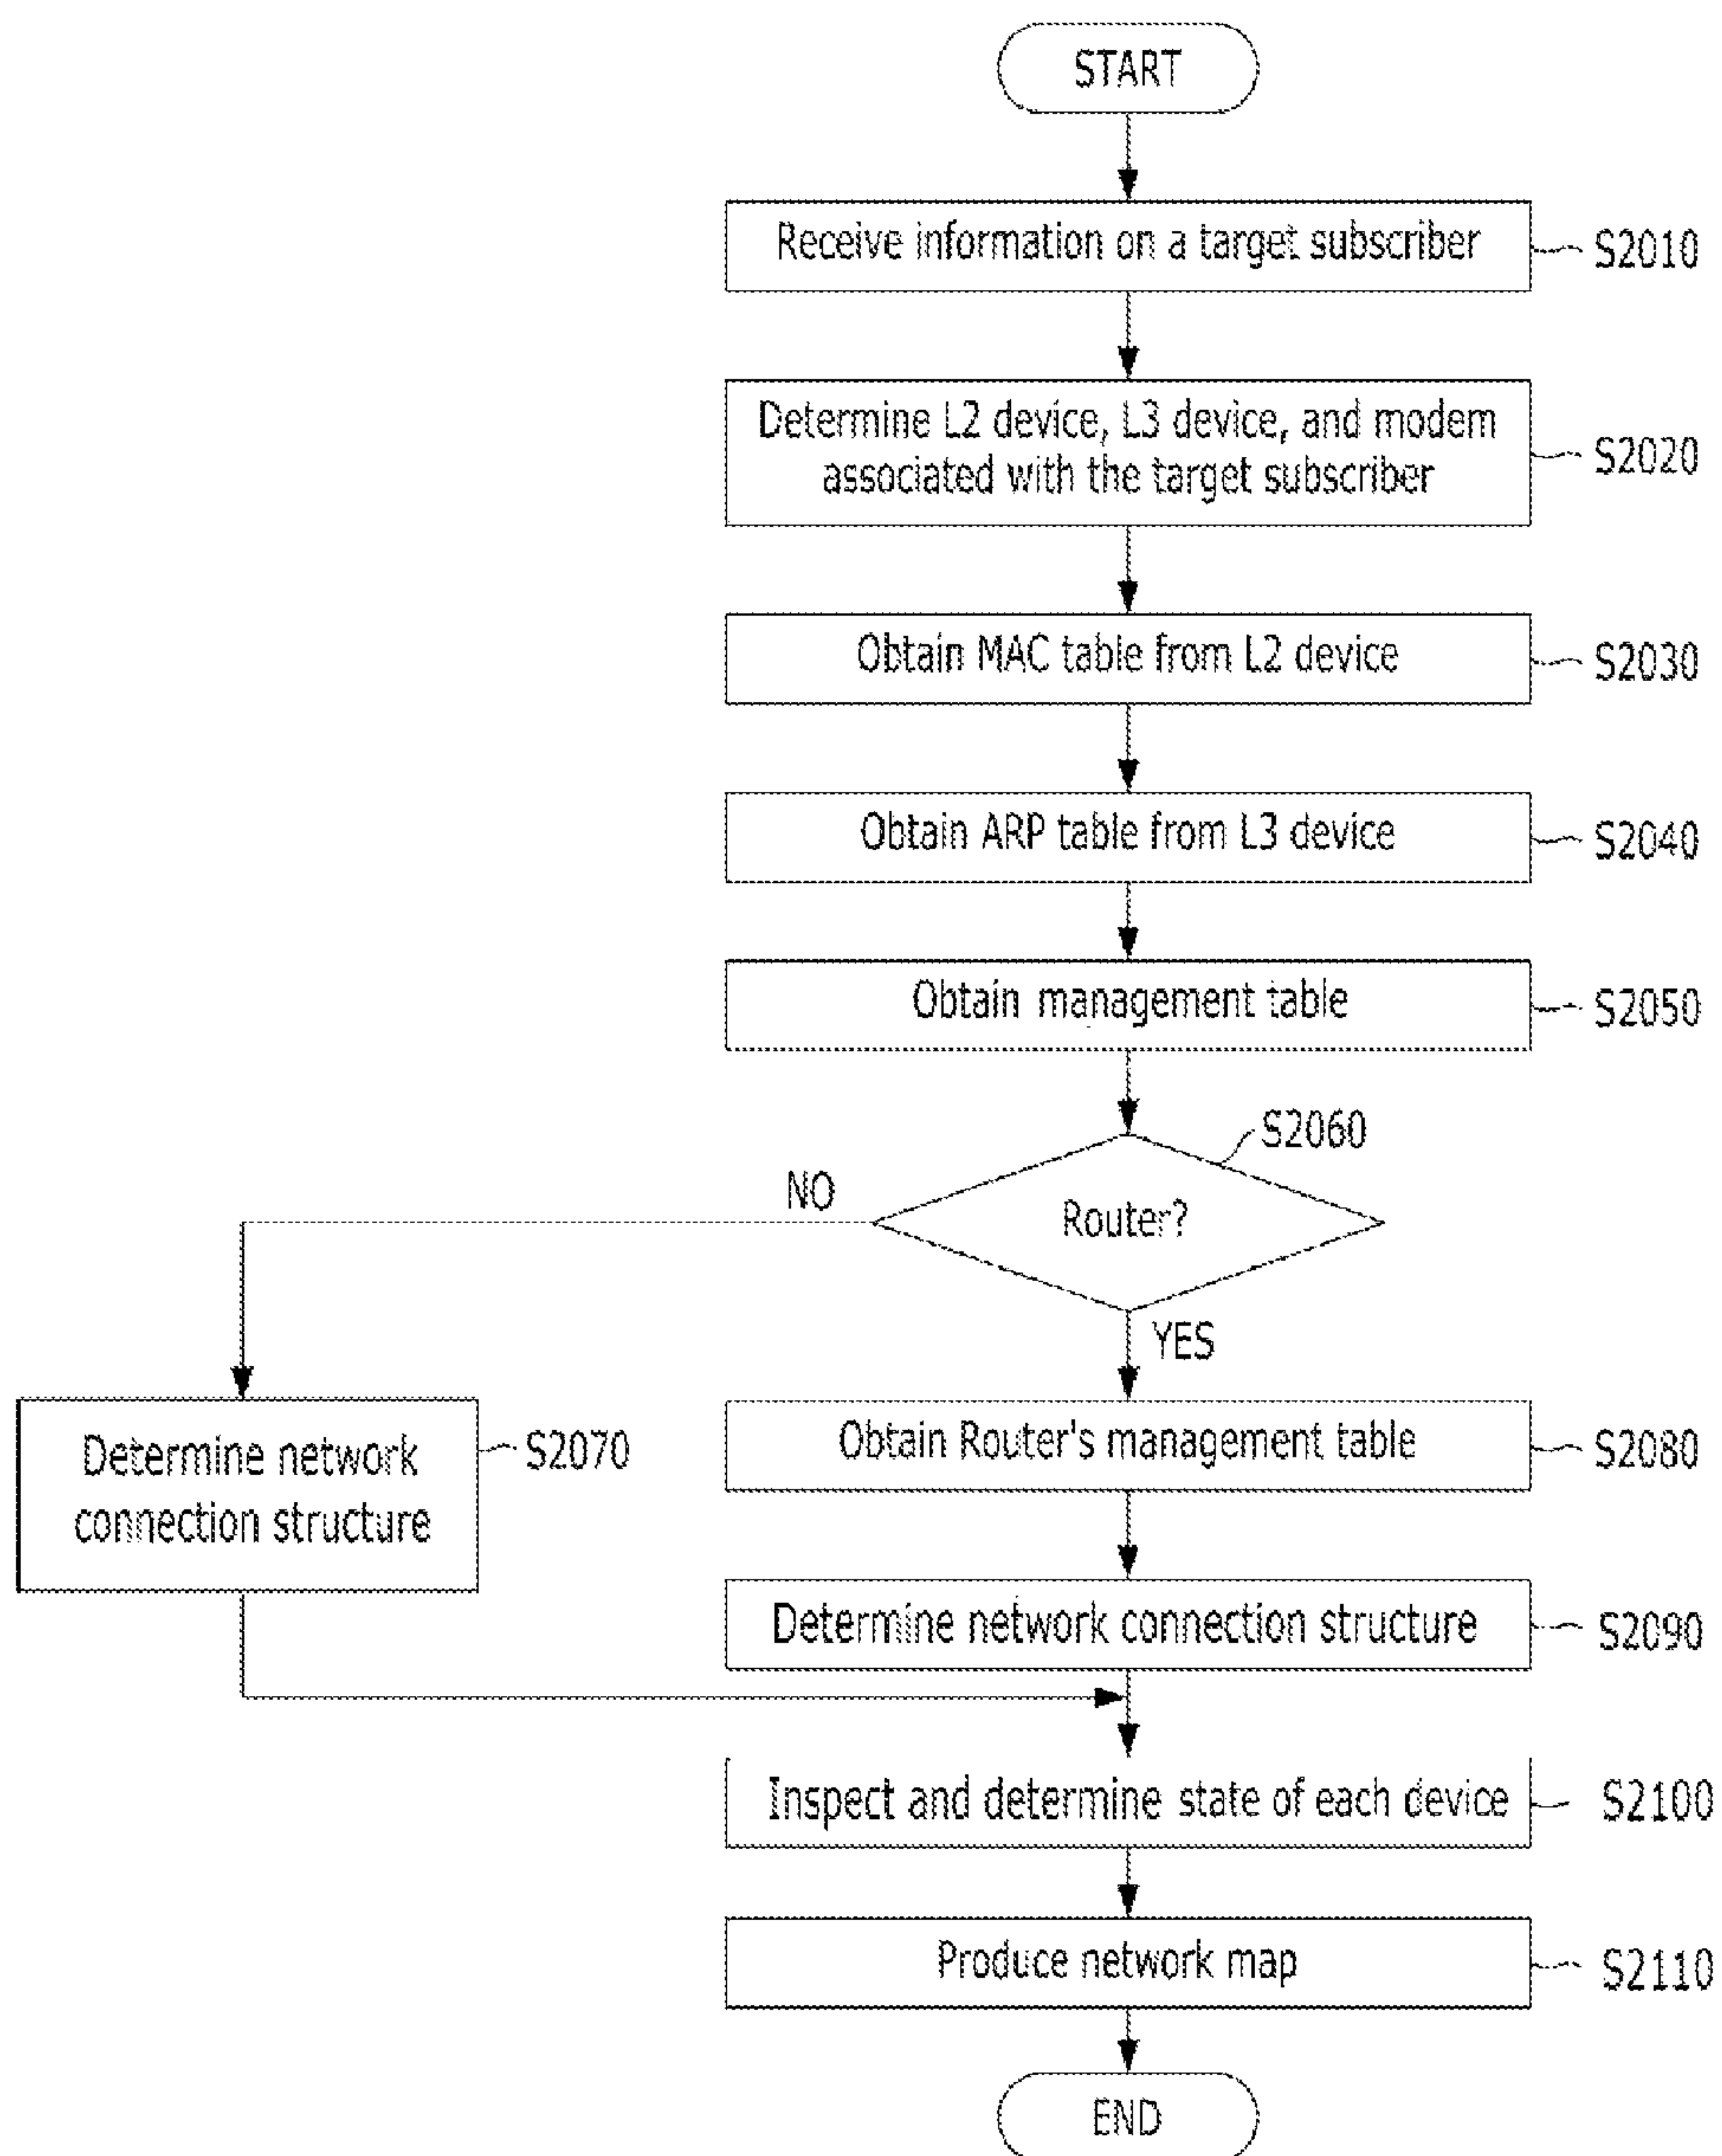 START
Receive information on a target subscriber
S2010
Determine L2 device, L3 device, and modem
associated with the target subscriber
S2020
Obtain MAC table from L2 device
S2030
Obtain ARP table from L3 device
S2040
Obtain management table
S2050
S2060
NO
Router?
YES
Determine network
connection structure
S2070
Obtain Router's management table
S2080
Determine network connection structure
S2090
Inspect and determine state of each device
S2100
Produce network map
S2110
END